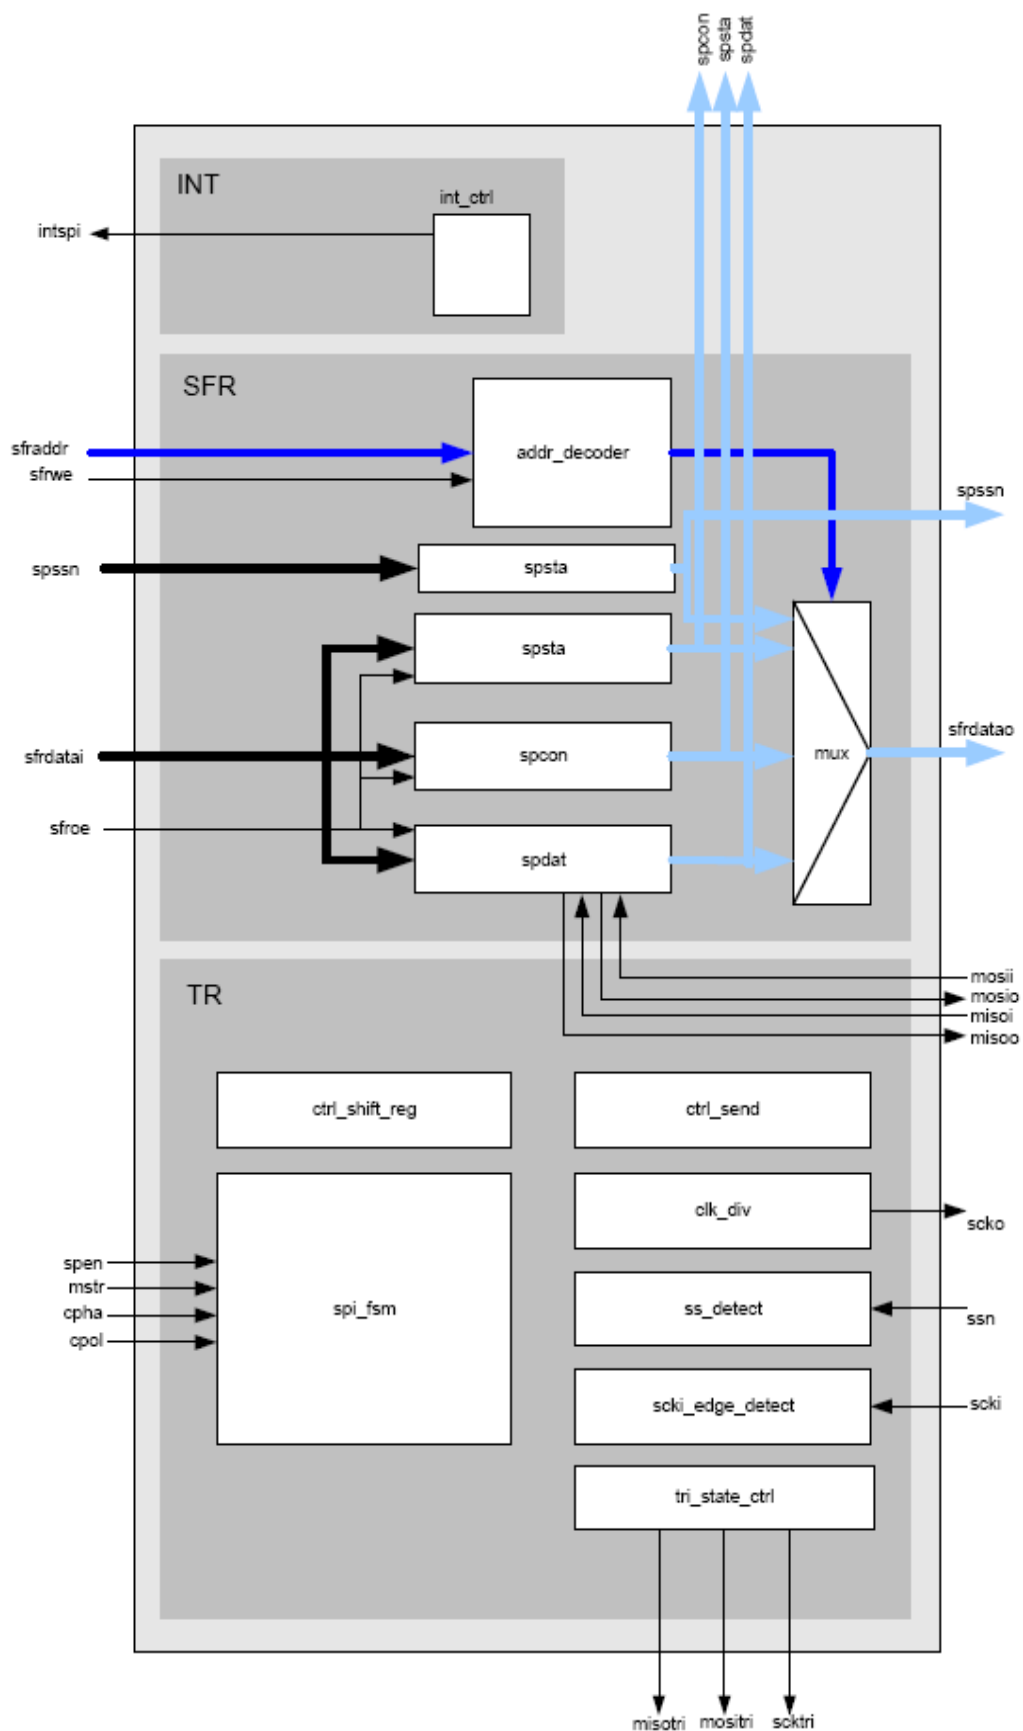 spcon
spsta
spdat
INT
int_ctrl
intspi
SFR
sfraddr
sfrwe
addr_decoder
spssn
spssn
spsta
spsta
sfrdatai
spcon
mux
sfrdatao
sfroe
spdat
TR
mosii
mosio
misoi
misoo
ctrl_shift_reg
ctrl_send
clk_div
scko
spen
mstr
cpha
cpol
spi_fsm
ss_detect
ssn
scki_edge_detect
scki
tri_state_ctrl
misotri
mositri
scktri